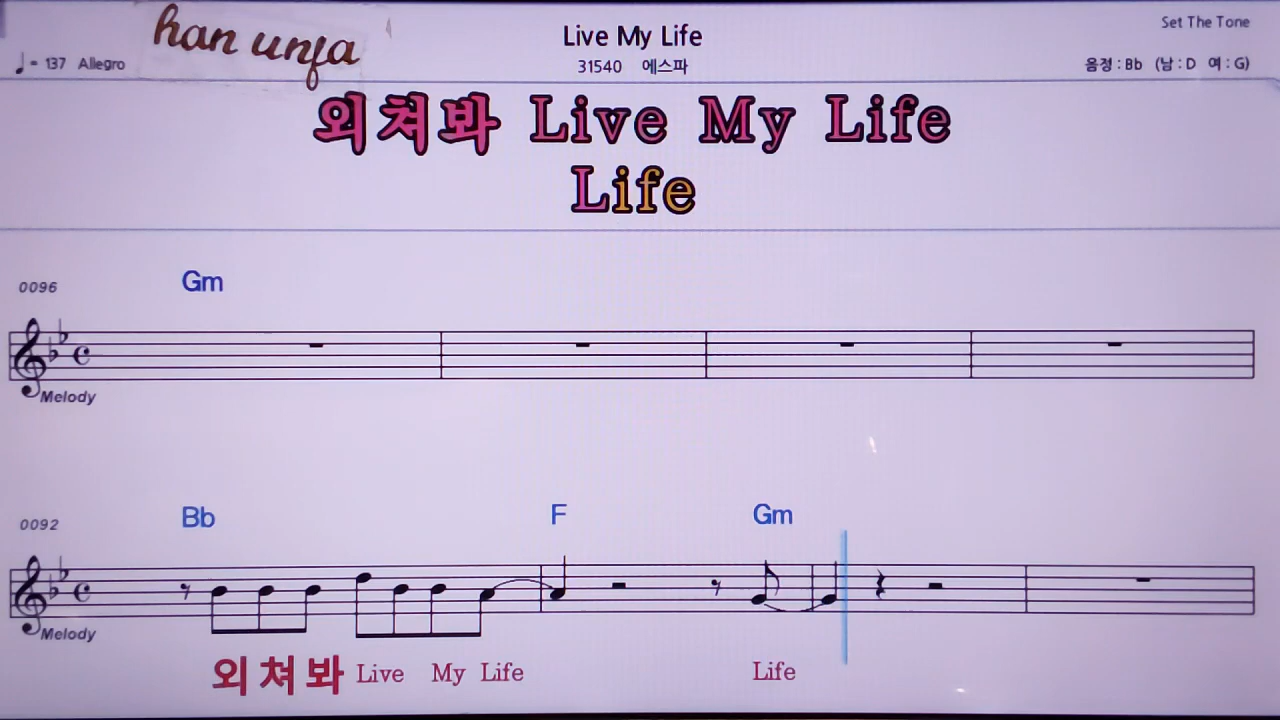 han unja
Live My Life
Set The Tone
♩= 137 Allegro
31540 에스파
음정 : Bb (남 : D 여 : G)
외쳐봐 Live My Life
Life
0096 Gm
Melody
0092 Bb F Gm
Melody
외 쳐 봐 Live My Life Life